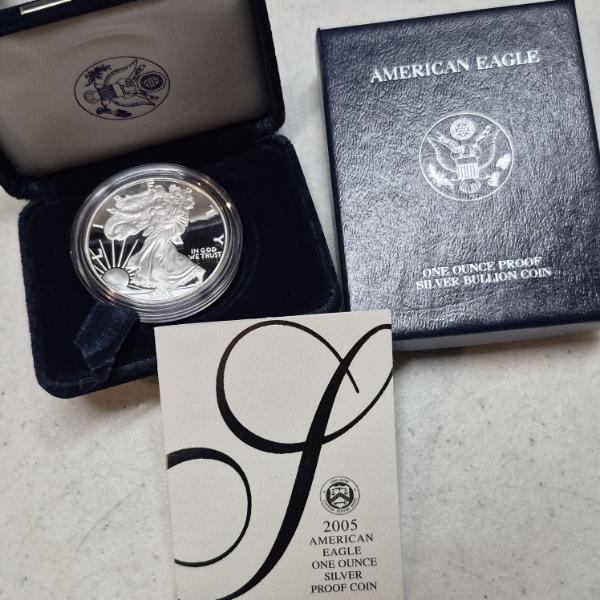 AMERICAN EAGLE
ONE OUNCE PROOF
SILVER BULLION COIN
L
Y
IN GOD
WE TRUST
2005
2005
AMERICAN
EAGLE
ONE OUNCE
SILVER
PROOF COIN